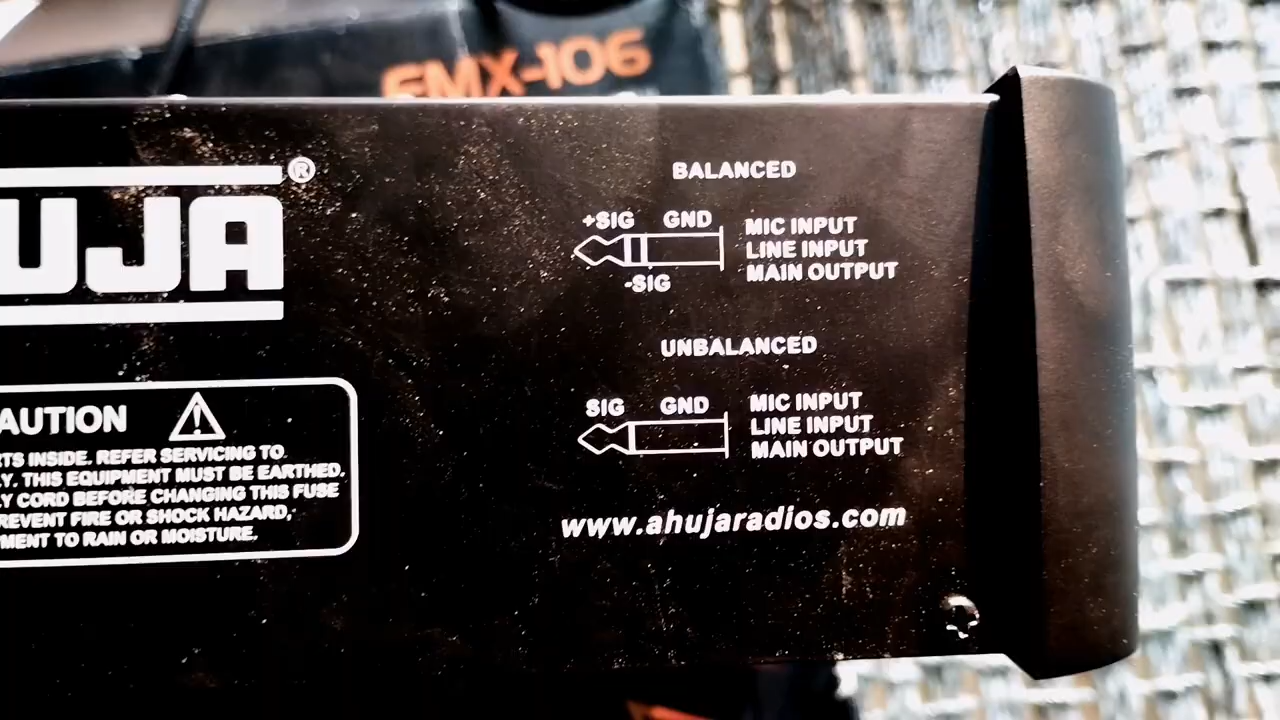 EMX-106
UJA®
BALANCED
+SIG GND
-SIG
MIC INPUT
LINE INPUT
MAIN OUTPUT
UNBALANCED
SIG GND
MIC INPUT
LINE INPUT
MAIN OUTPUT
www.ahujaradios.com
AUTION
TS INSIDE. REFER SERVICING TO
Y. THIS EQUIPMENT MUST BE EARTHED.
Y CORD BEFORE CHANGING THIS FUSE
REVENT FIRE OR SHOCK HAZARD,
MENT TO RAIN OR MOISTURE.